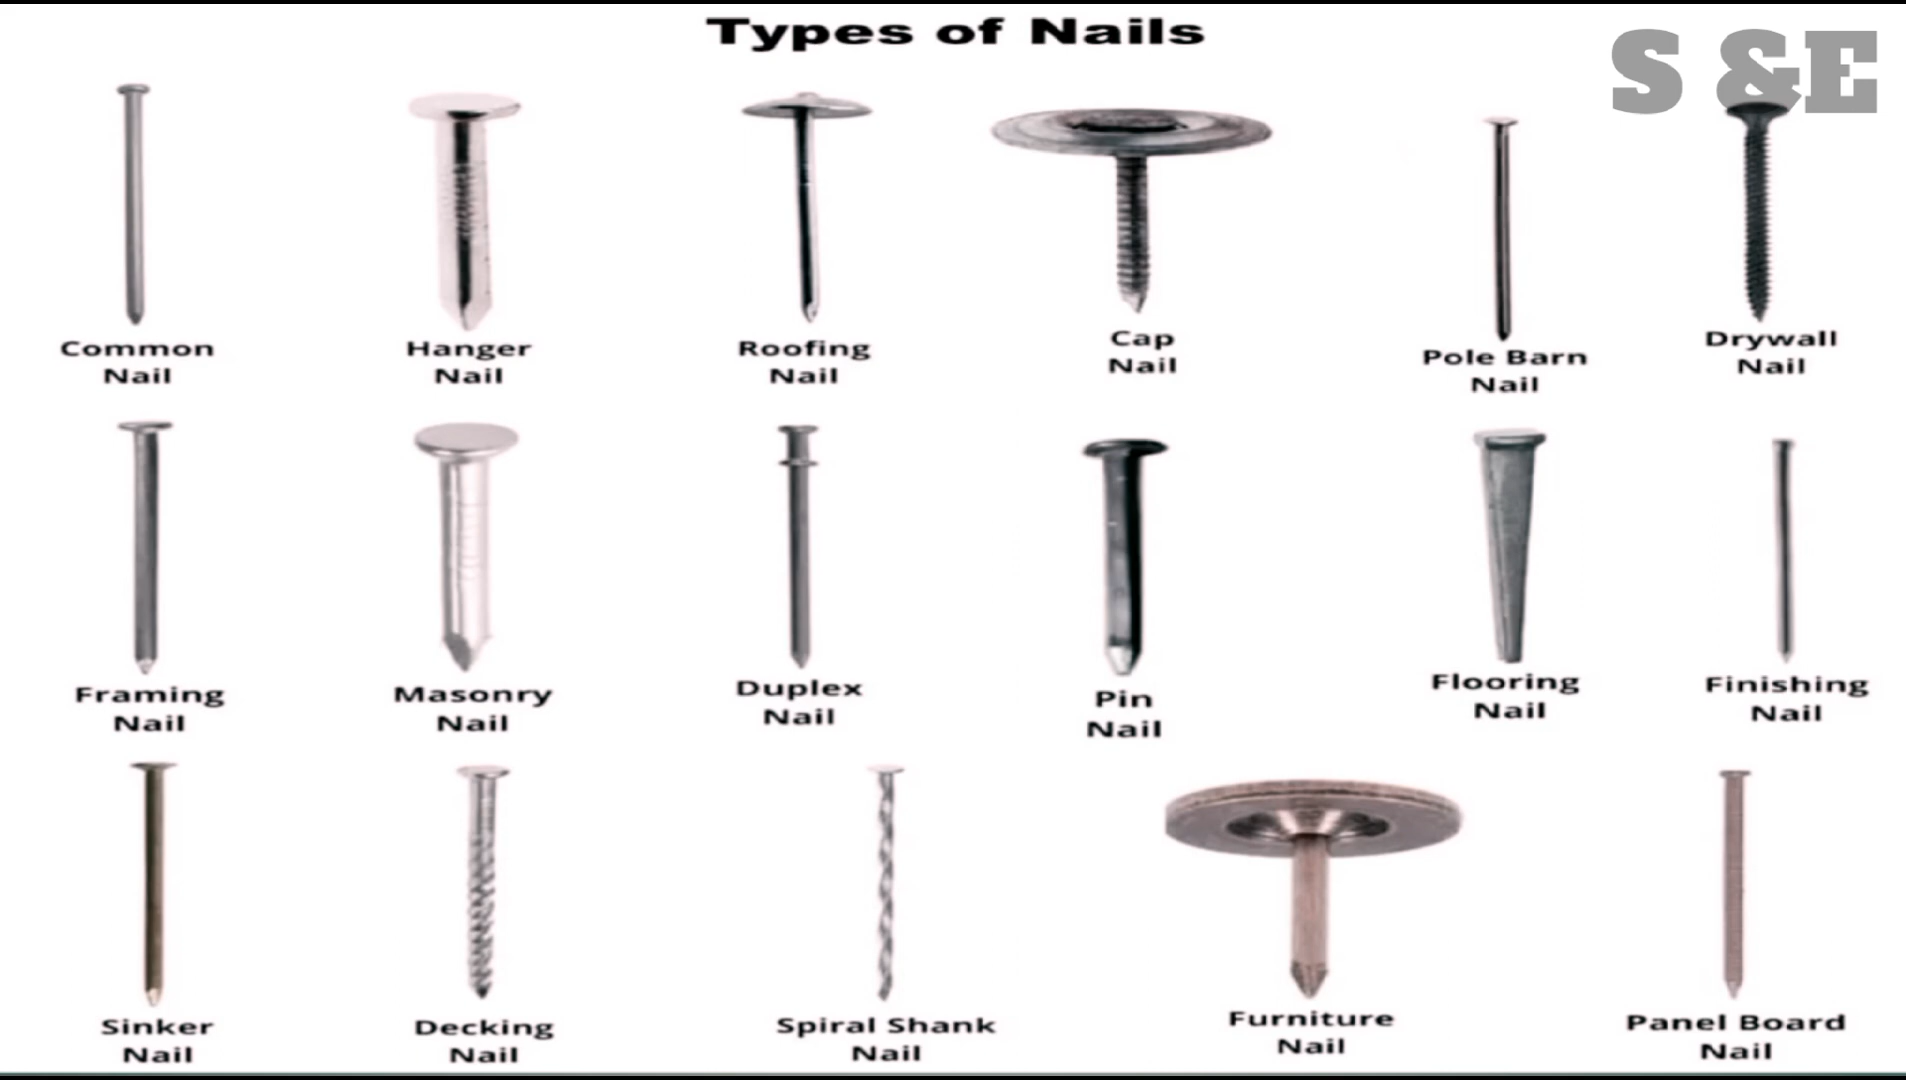 Types of Nails
S & E
Common
Nail
Hanger
Nail
Roofing
Nail
Cap
Nail
Pole Barn
Nail
Drywall
Nail
Framing
Nail
Masonry
Nail
Duplex
Nail
Pin
Nail
Flooring
Nail
Finishing
Nail
Sinker
Nail
Decking
Nail
Spiral Shank
Nail
Furniture
Nail
Panel Board
Nail